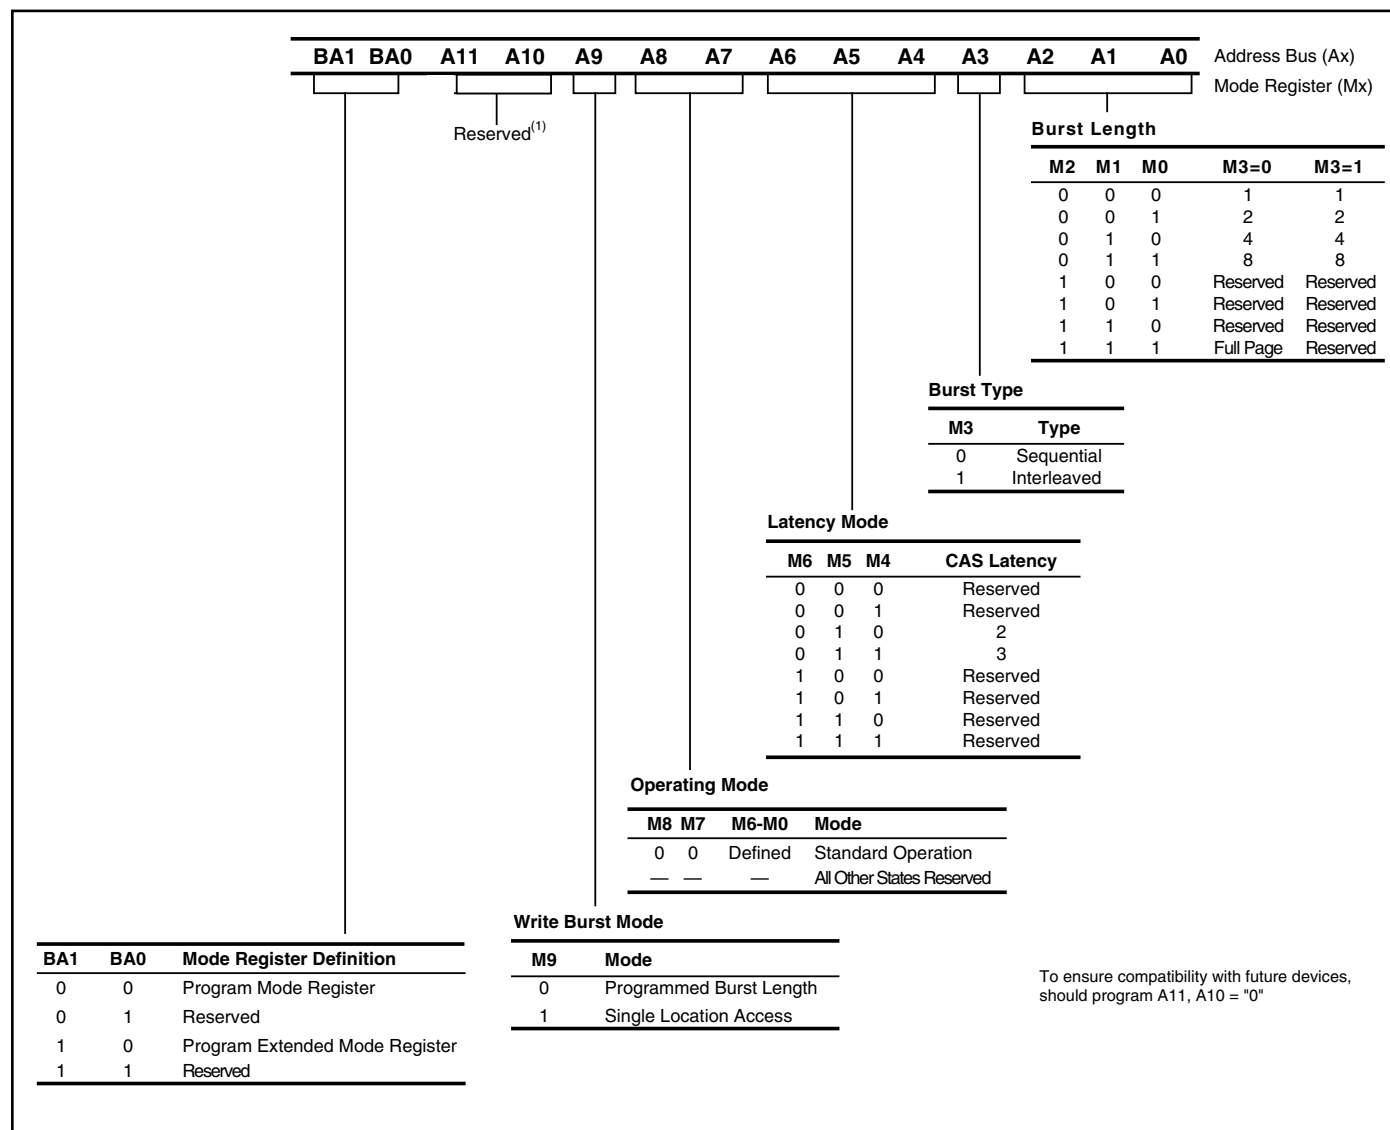 BA1 BA0 A11 A10 A9 A8 A7 A6 A5 A4 A3 A2 A1 A0 Address Bus (Ax)
Mode Register (Mx)
Reserved(1)
Burst Length
M2 M1 M0 M3=0 M3=1
0 0 0 1 1
0 0 1 2 2
0 1 0 4 4
0 1 1 8 8
1 0 0 Reserved Reserved
1 0 1 Reserved Reserved
1 1 0 Reserved Reserved
1 1 1 Full Page Reserved
Burst Type
M3 Type
0 Sequential
1 Interleaved
Latency Mode
M6 M5 M4 CAS Latency
0 0 0 Reserved
0 0 1 Reserved
0 1 0 2
0 1 1 3
1 0 0 Reserved
1 0 1 Reserved
1 1 0 Reserved
1 1 1 Reserved
Operating Mode
M8 M7 M6-M0 Mode
0 0 Defined Standard Operation
— — — All Other States Reserved
Write Burst Mode
M9 Mode
0 Programmed Burst Length
1 Single Location Access
BA1 BA0 Mode Register Definition
0 0 Program Mode Register
0 1 Reserved
1 0 Program Extended Mode Register
1 1 Reserved
To ensure compatibility with future devices,
should program A11, A10 = "0"